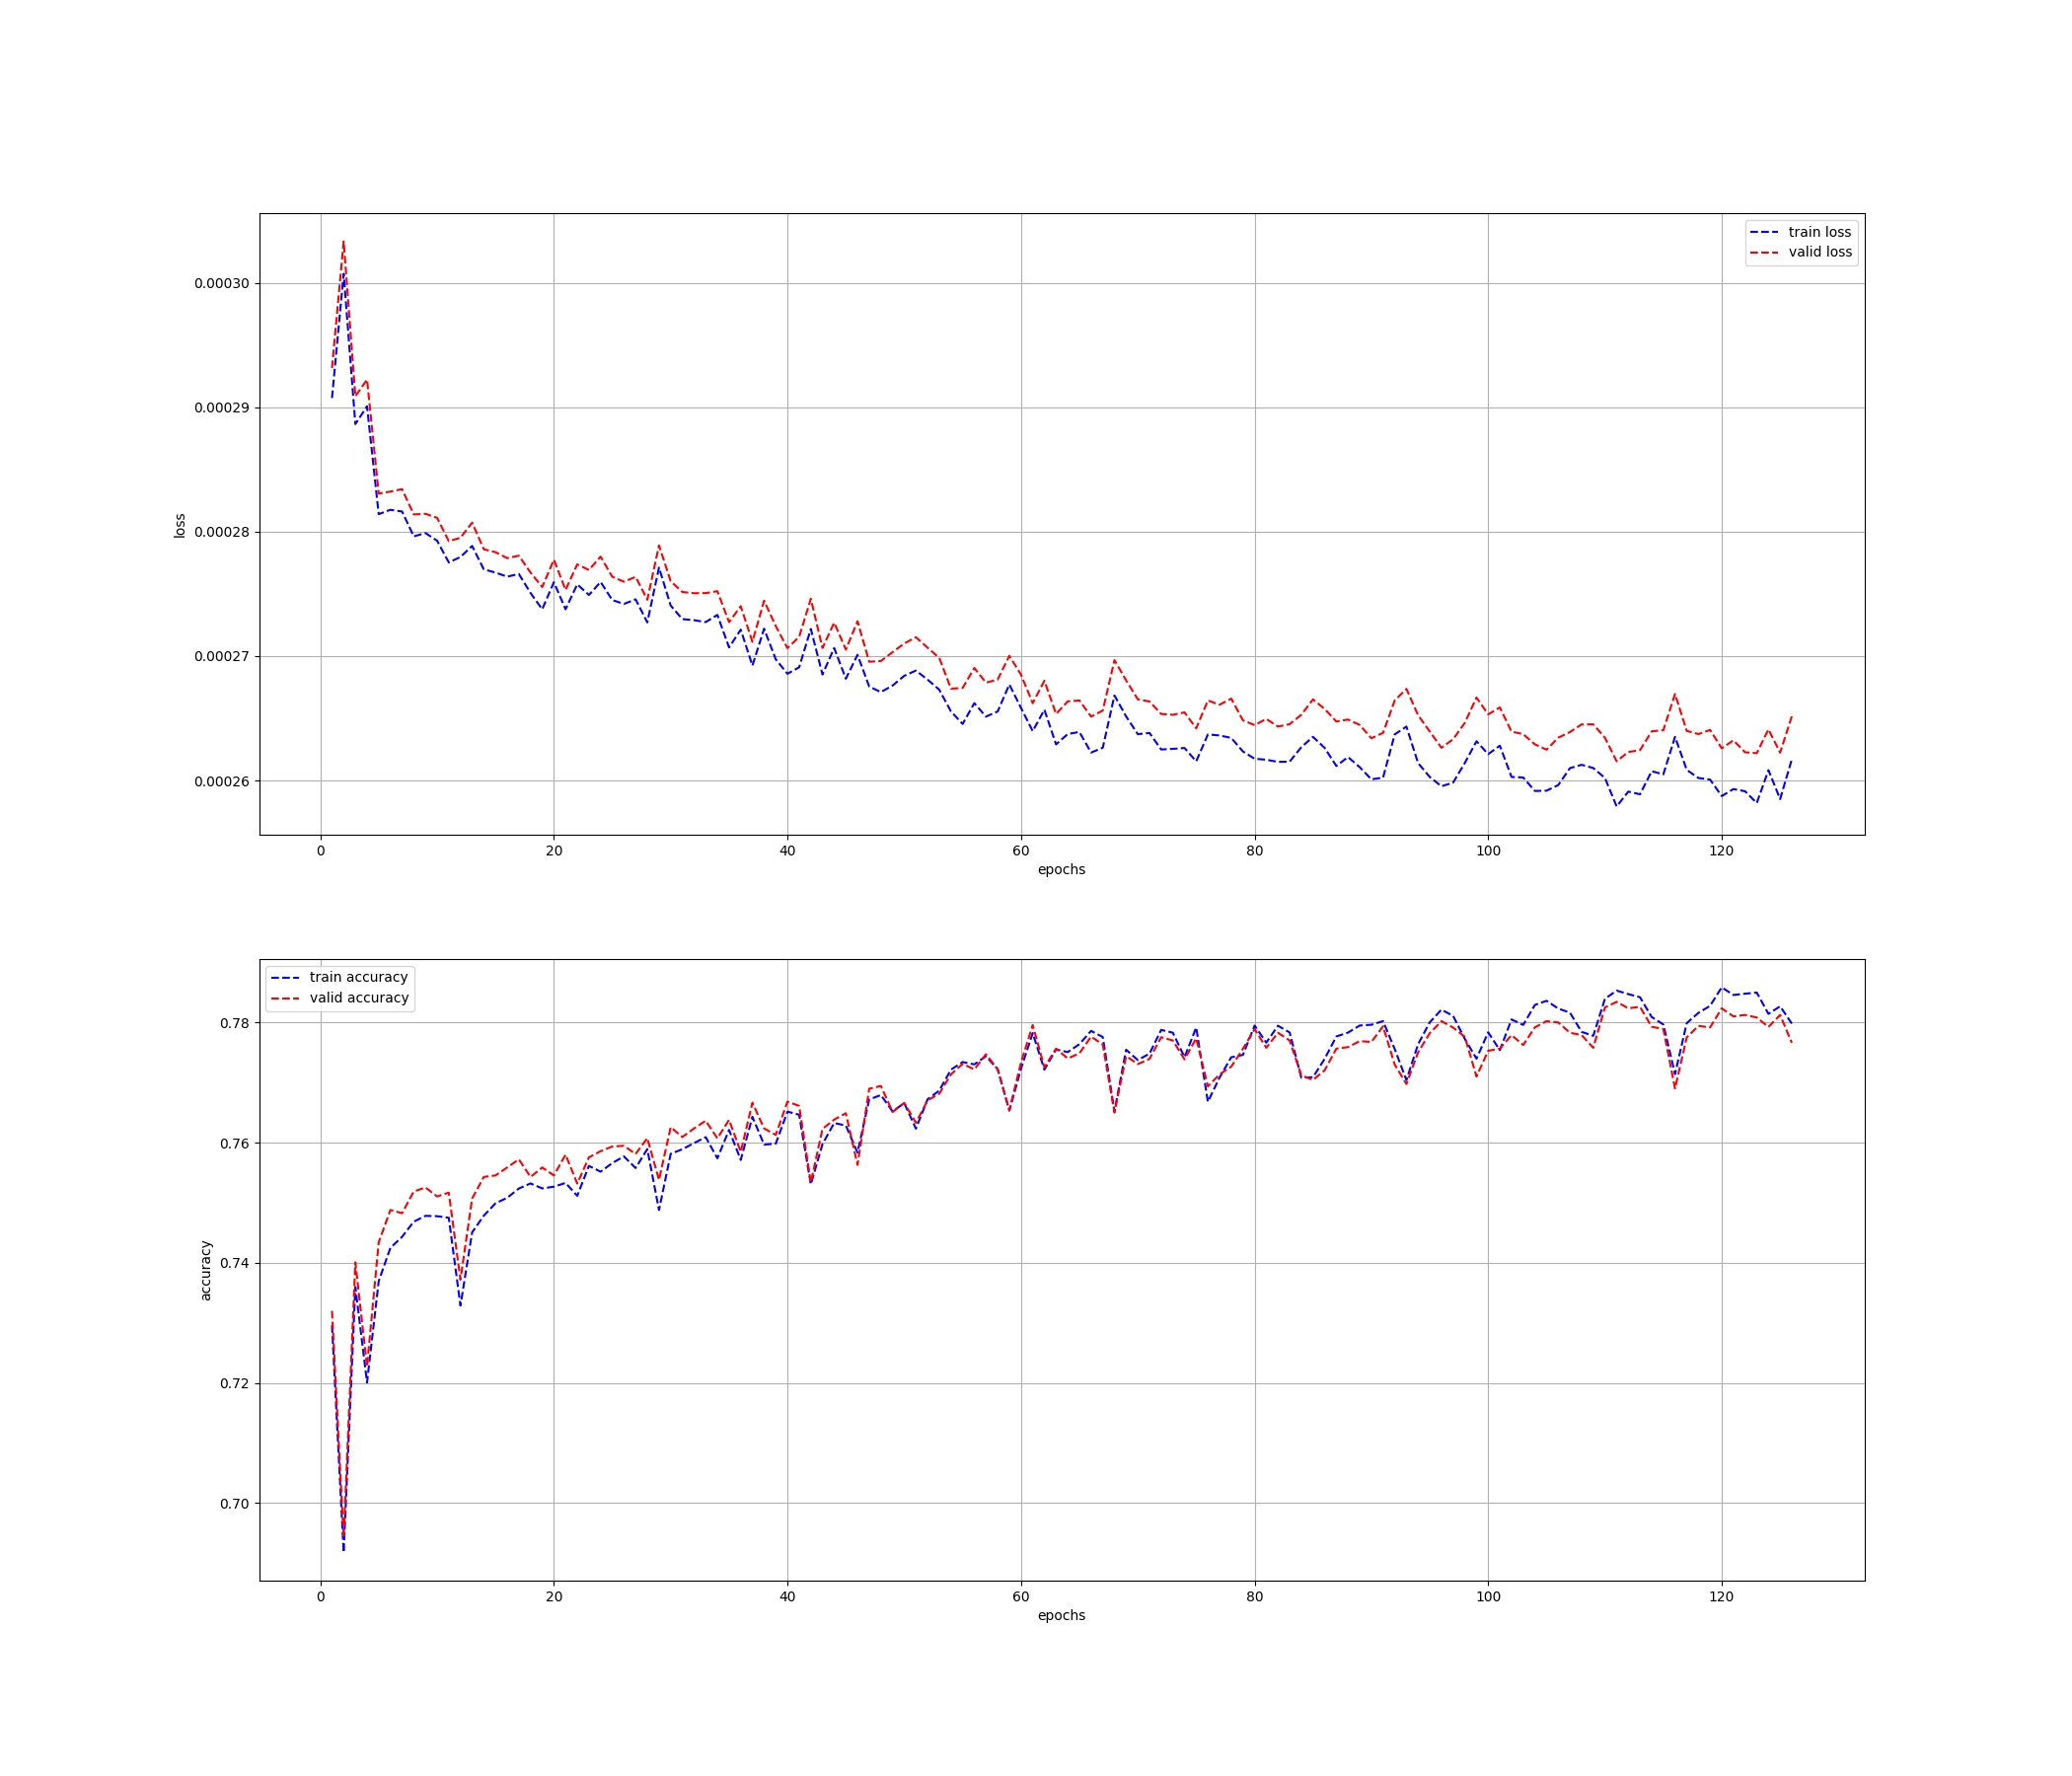 train loss
valid loss
0.00030
0.00029
0.00028
0.00027
0.00026
loss
0 20 40 60 80 100 120
epochs
train accuracy
valid accuracy
0.78
0.76
0.74
0.72
0.70
accuracy
0 20 40 60 80 100 120
epochs